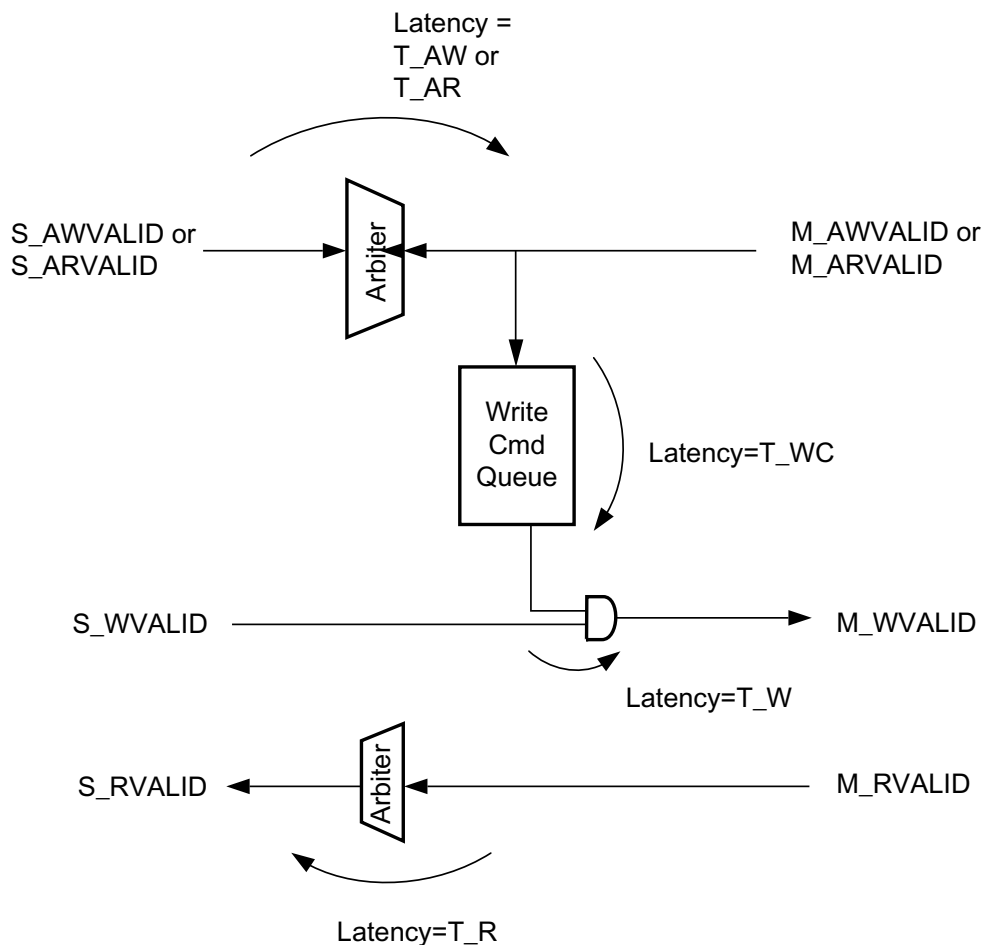 Latency =
T_AW or
T_AR
S_AWVALID or
S_ARVALID
Arbiter
M_AWVALID or
M_ARVALID
Write
Cmd
Queue
Latency=T_WC
S_WVALID
M_WVALID
Latency=T_W
S_RVALID
Arbiter
M_RVALID
Latency=T_R